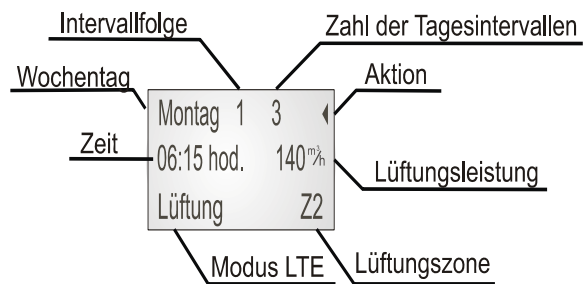 Intervallfolge
Zahl der Tagesintervallen
Wochentag
Aktion
Montag 1 3
Zeit
06:15 hod. 140 m³/h
Lüftungsleistung
Lüftung Z2
Modus LTE
Lüftungszone